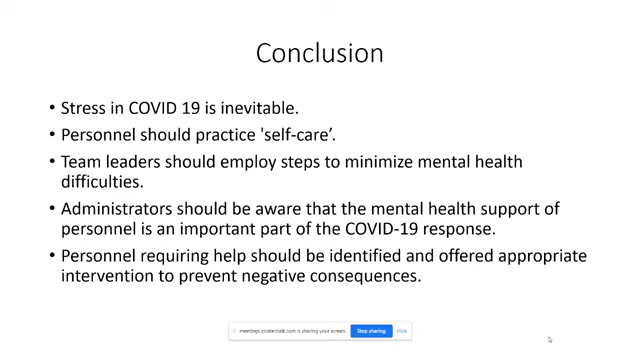 Conclusion
• Stress in COVID 19 is inevitable.
• Personnel should practice 'self-care’.
• Team leaders should employ steps to minimize mental health
difficulties.
• Administrators should be aware that the mental health support of
personnel is an important part of the COVID-19 response.
• Personnel requiring help should be identified and offered appropriate
intervention to prevent negative consequences.
is sharing your screen. Stop sharing Hide